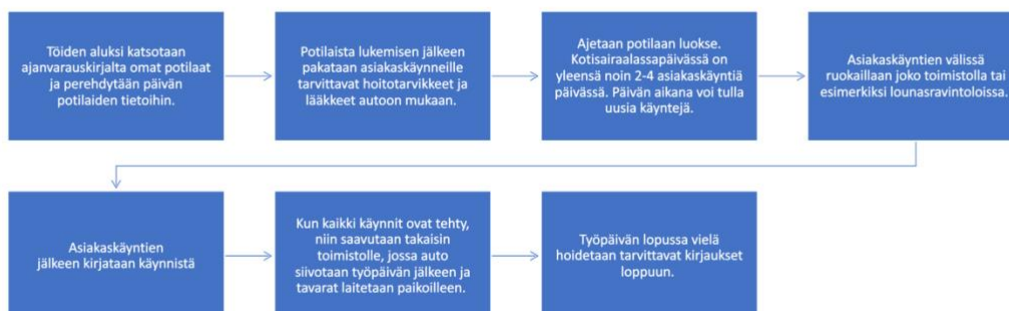 Töiden aluksi katsotaan
ajanvarauskirjalta omat potilaat
ja perehdytään päivän
potilaiden tietoihin.
Potilaista lukemisen jälkeen
pakataan asiakaskäynneille
tarvittavat hoitotarvikkeet ja
lääkkeet autoon mukaan.
Ajetaan potilaan luokse.
Kotisairaalassapäivässä on
yleensä noin 2-4 asiakaskäyntiä
päivässä. Päivän aikana voi tulla
uusia käyntejä.
Asiakaskäyntien välissä
ruokaillaan joko toimistolla tai
esimerkiksi lounasravintoloissa.
Asiakaskäyntien
jälkeen kirjataan käynnistä
Kun kaikki käynnit ovat tehty,
niin saavutaan takaisin
toimistolle, jossa auto
siivotaan työpäivän jälkeen ja
tavarat laitetaan paikoilleen.
Työpäivän lopussa vielä
hoidetaan tarvittavat kirjaukset
loppuun.